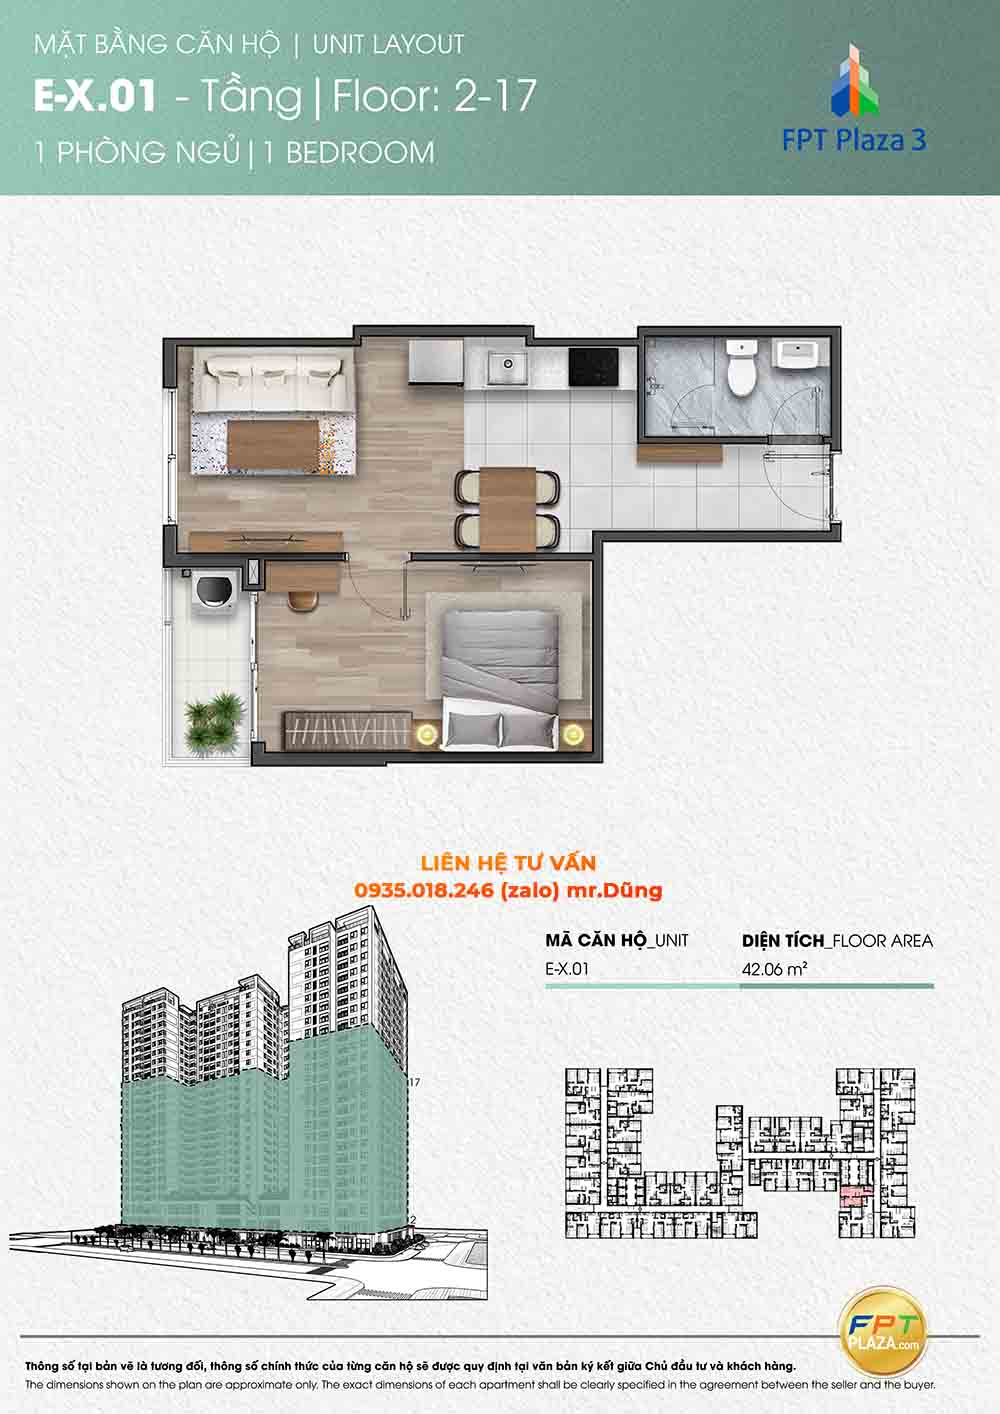 MẶT BẰNG CĂN HỘ | UNIT LAYOUT
E-X.01 - Tầng|Floor: 2-17
1 PHÒNG NGỦ|1 BEDROOM
FPT Plaza 3
LIÊN HỆ TƯ VẤN
0935.018.246 (zalo) mr.Dũng
MÃ CĂN HỘ_UNIT
E-X.01
DIỆN TÍCH_FLOOR AREA
42.06 m²
17
2
FPT
PLAZA.com
Thông số tại bản vẽ là tương đối, thông số chính thức của từng căn hộ sẽ được quy định tại văn bản ký kết giữa Chủ đầu tư và khách hàng.
The dimensions shown on the plan are approximate only. The exact dimensions of each apartment shall be clearly specified in the agreement between the seller and the buyer.